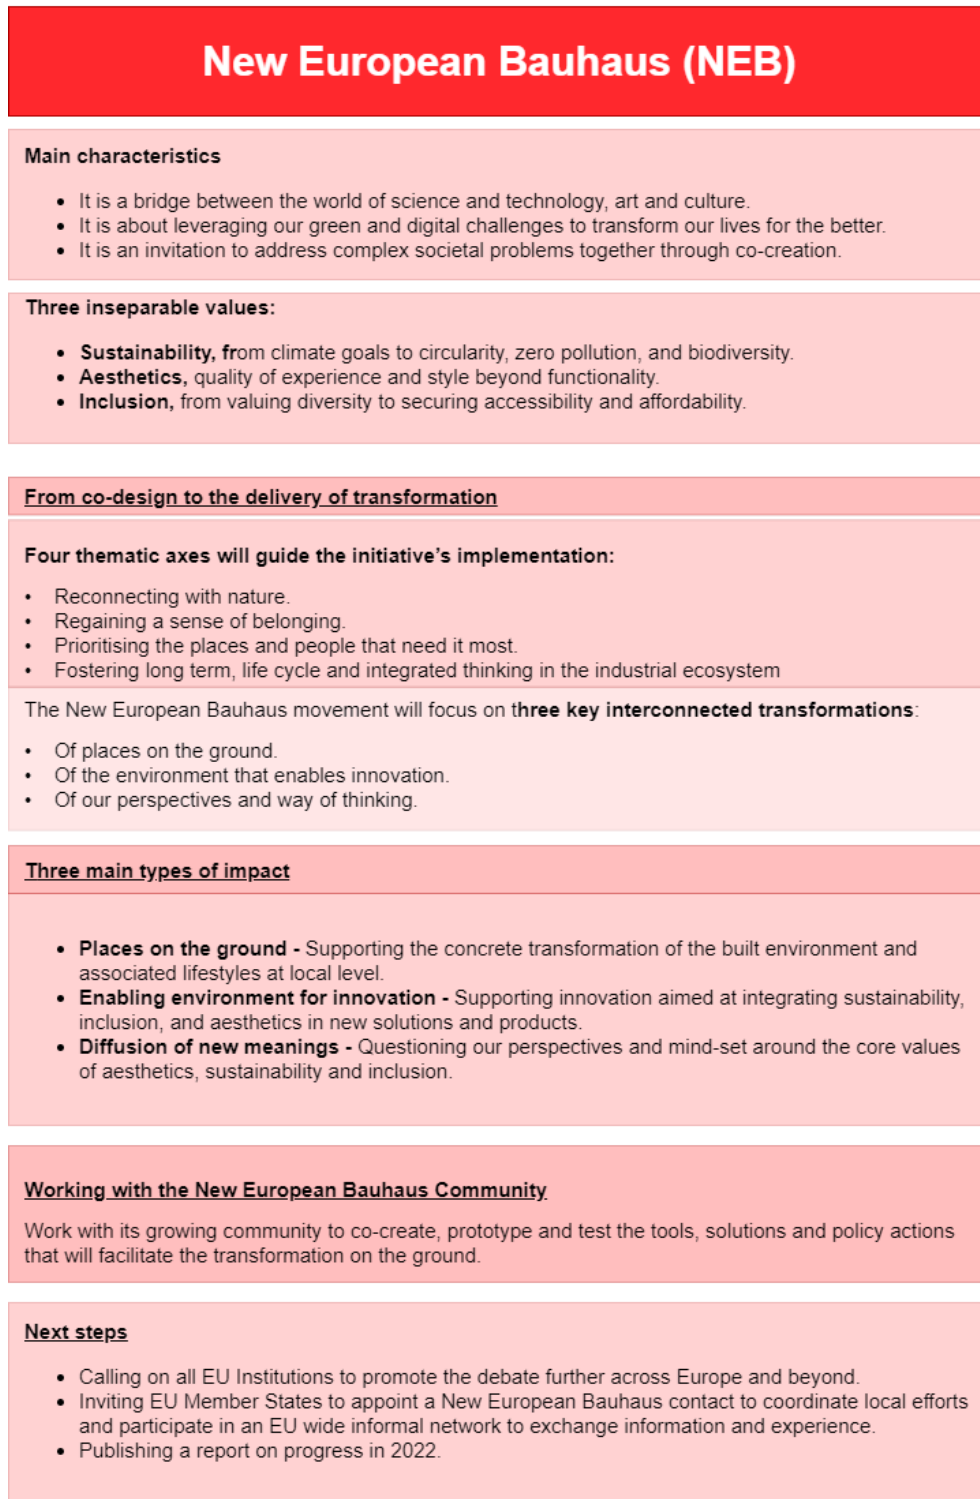 New European Bauhaus (NEB)
Main characteristics
• It is a bridge between the world of science and technology, art and culture.
• It is about leveraging our green and digital challenges to transform our lives for the better.
• It is an invitation to address complex societal problems together through co-creation.
Three inseparable values:
• Sustainability, from climate goals to circularity, zero pollution, and biodiversity.
• Aesthetics, quality of experience and style beyond functionality.
• Inclusion, from valuing diversity to securing accessibility and affordability.
From co-design to the delivery of transformation
Four thematic axes will guide the initiative’s implementation:
• Reconnecting with nature.
• Regaining a sense of belonging.
• Prioritising the places and people that need it most.
• Fostering long term, life cycle and integrated thinking in the industrial ecosystem
The New European Bauhaus movement will focus on three key interconnected transformations:
• Of places on the ground.
• Of the environment that enables innovation.
• Of our perspectives and way of thinking.
Three main types of impact
• Places on the ground - Supporting the concrete transformation of the built environment and
associated lifestyles at local level.
• Enabling environment for innovation - Supporting innovation aimed at integrating sustainability,
inclusion, and aesthetics in new solutions and products.
• Diffusion of new meanings - Questioning our perspectives and mind-set around the core values
of aesthetics, sustainability and inclusion.
Working with the New European Bauhaus Community
Work with its growing community to co-create, prototype and test the tools, solutions and policy actions
that will facilitate the transformation on the ground.
Next steps
• Calling on all EU Institutions to promote the debate further across Europe and beyond.
• Inviting EU Member States to appoint a New European Bauhaus contact to coordinate local efforts
and participate in an EU wide informal network to exchange information and experience.
• Publishing a report on progress in 2022.